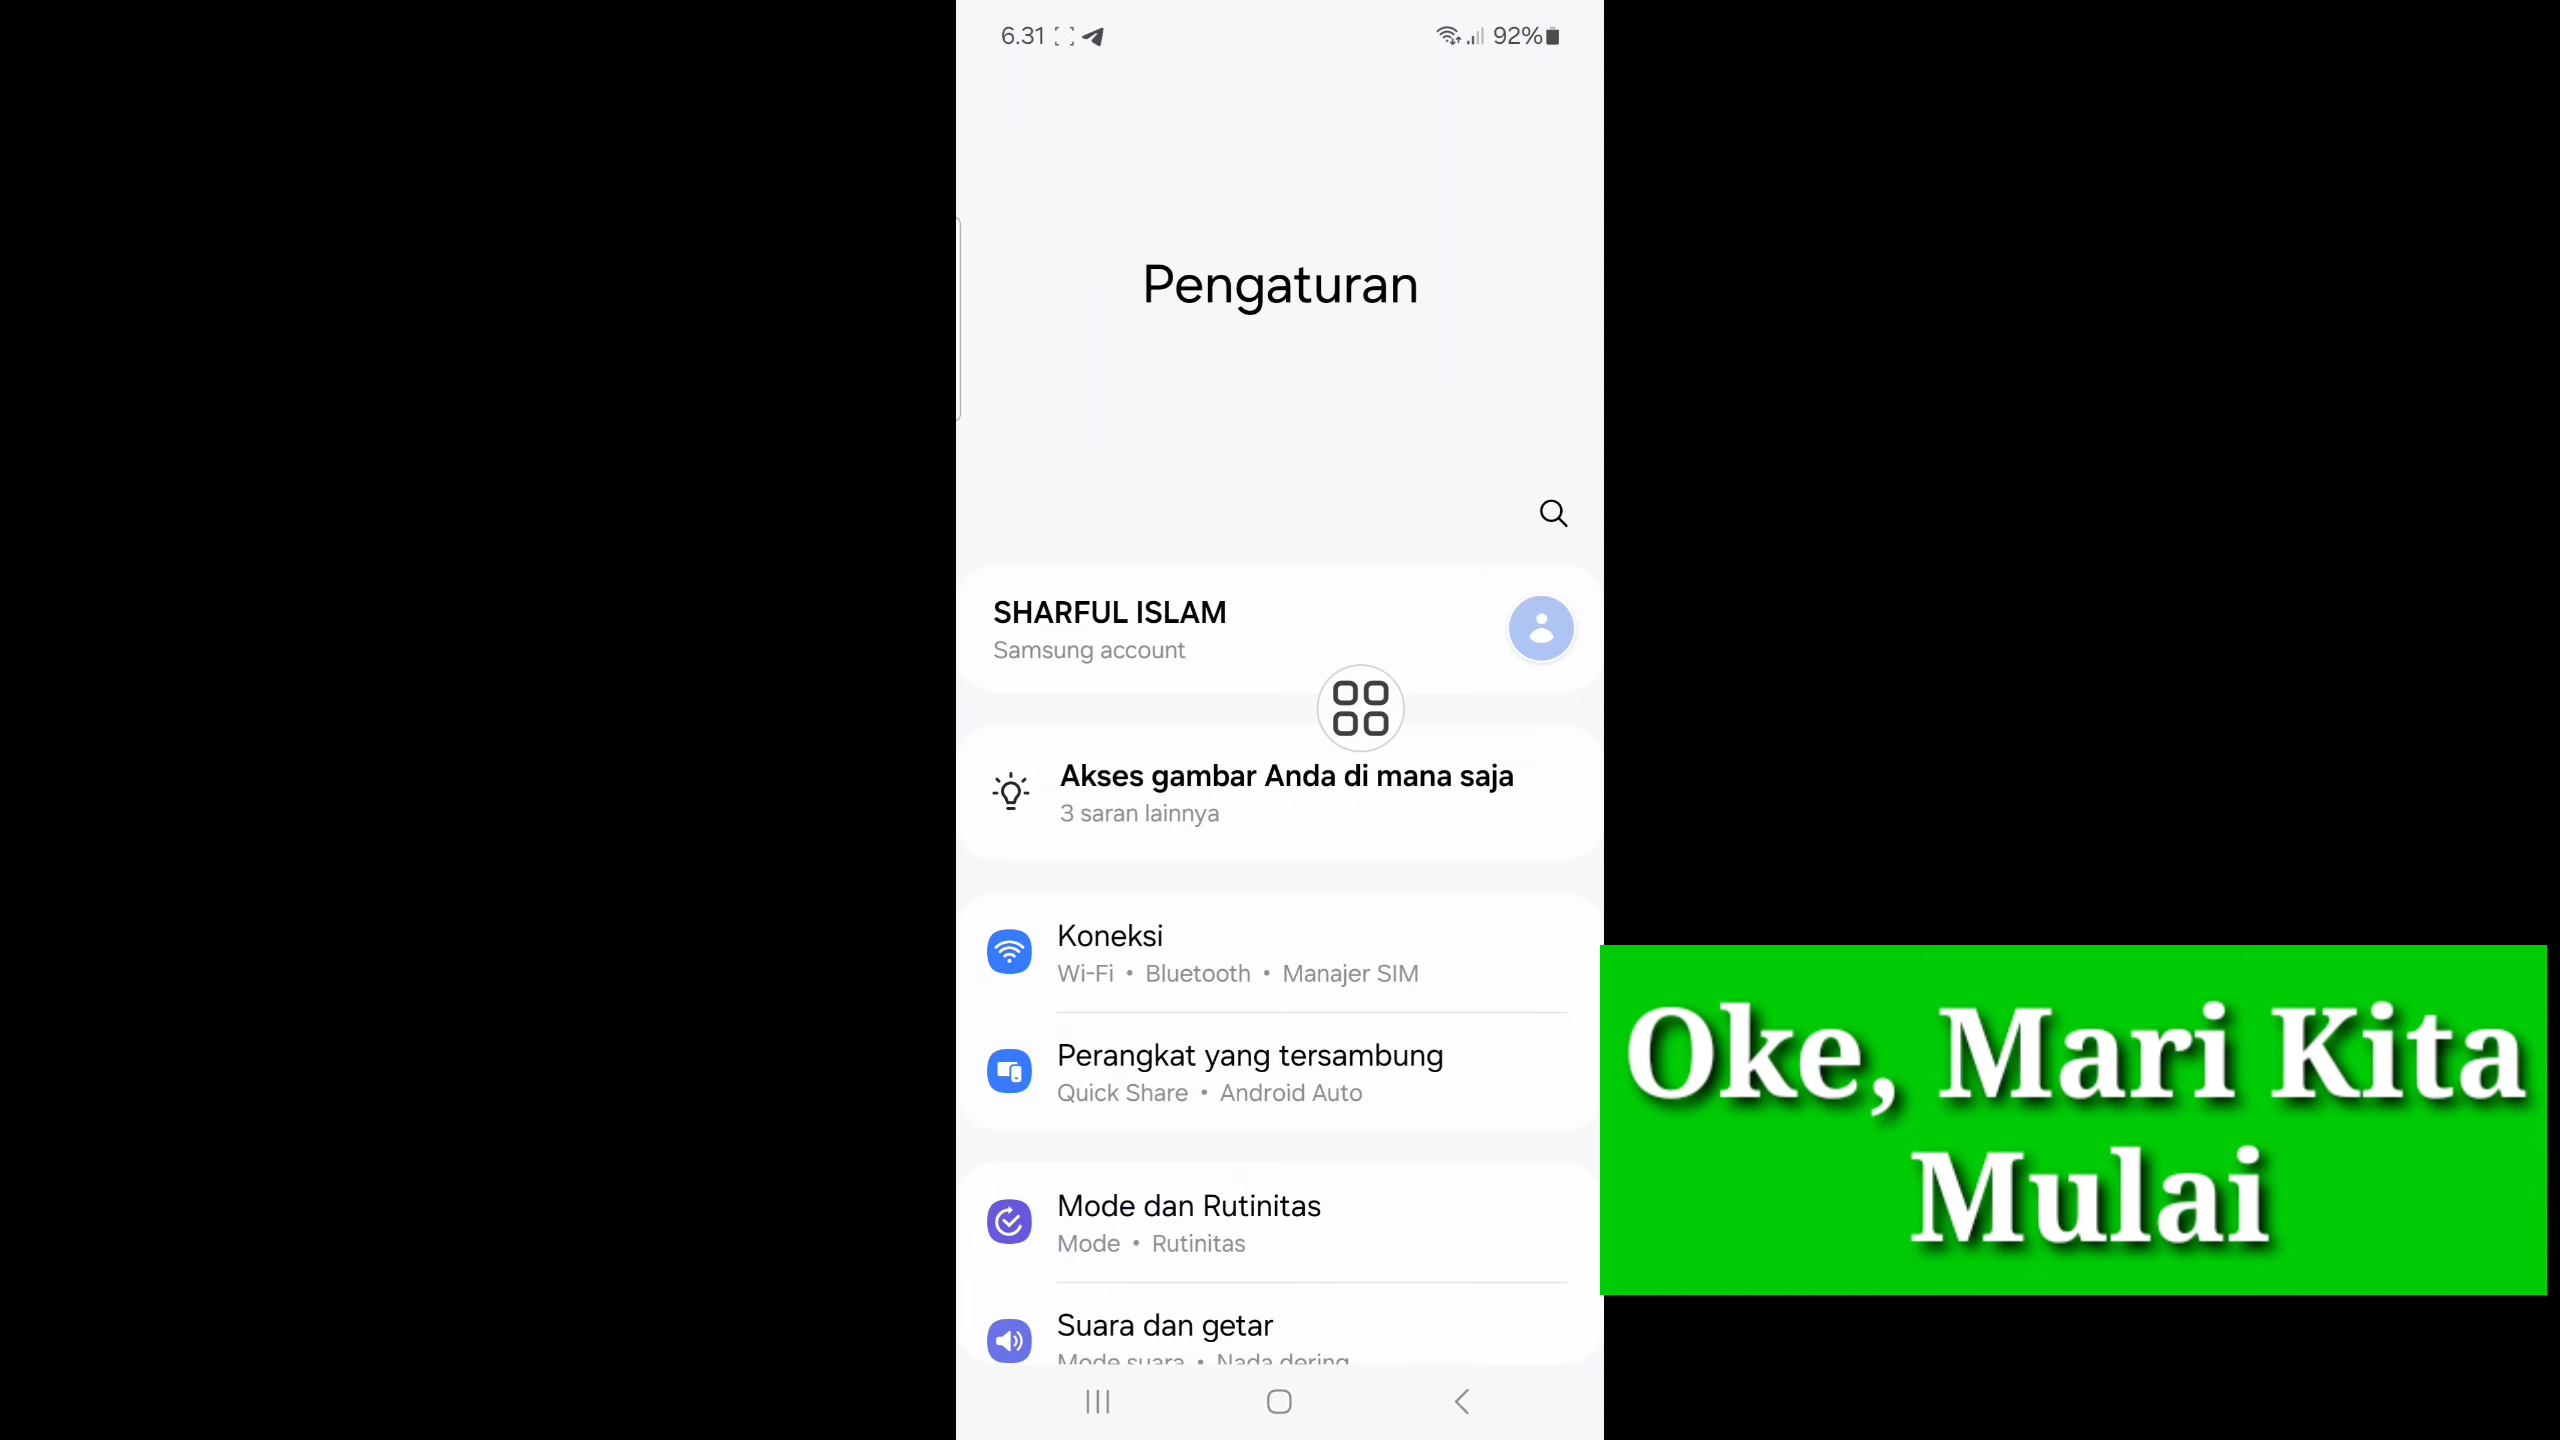 6.31
92%
Pengaturan
SHARFUL ISLAM
Samsung account
Akses gambar Anda di mana saja
3 saran lainnya
Koneksi
Wi-Fi • Bluetooth • Manajer SIM
Perangkat yang tersambung
Quick Share • Android Auto
Mode dan Rutinitas
Mode • Rutinitas
Suara dan getar
Mode suara • Nada dering
Oke, Mari Kita
Mulai